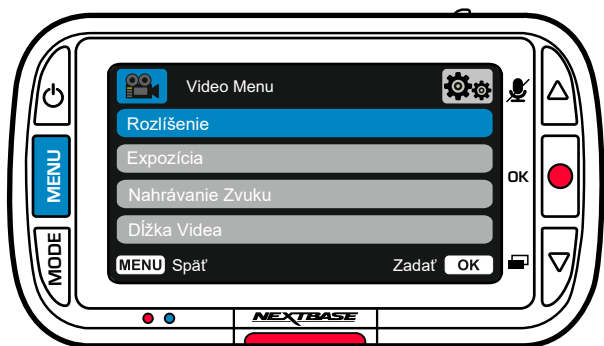 Video Menu
Rozlíšenie
Expozícia
Nahrávanie Zvuku
Dĺžka Videa
MENU Späť Zadať OK
MENU
MODE
OK
NEXTBASE